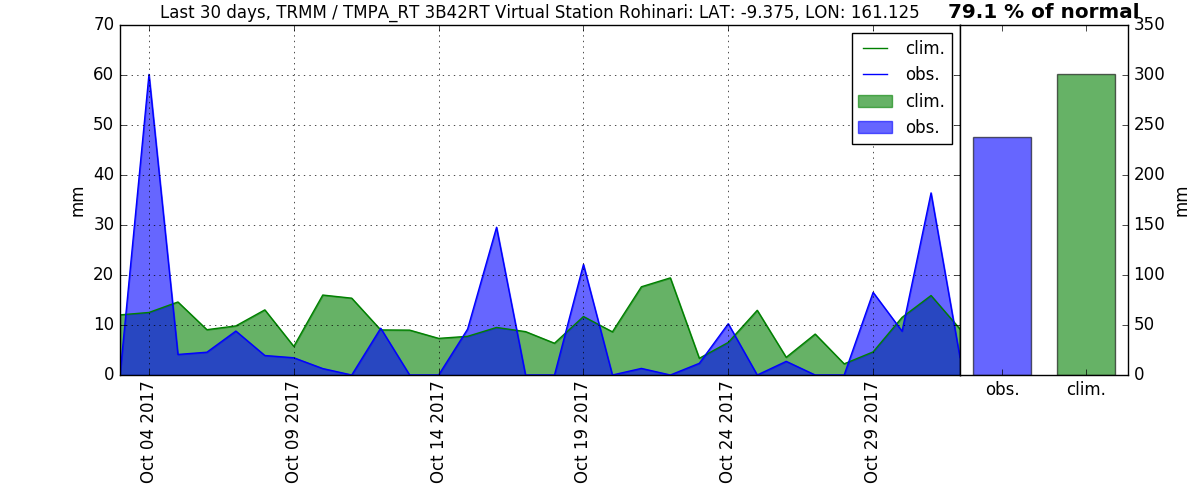 Last 30 days, TRMM / TMPA_RT 3B42RT Virtual Station Rohinari: LAT: -9.375, LON: 161.125
79.1 % of normal
70
60
50
40
30
20
10
0
mm
clim.
obs.
clim.
obs.
Oct 04 2017
Oct 09 2017
Oct 14 2017
Oct 19 2017
Oct 24 2017
Oct 29 2017
350
300
250
200
150
100
50
0
mm
obs.
clim.